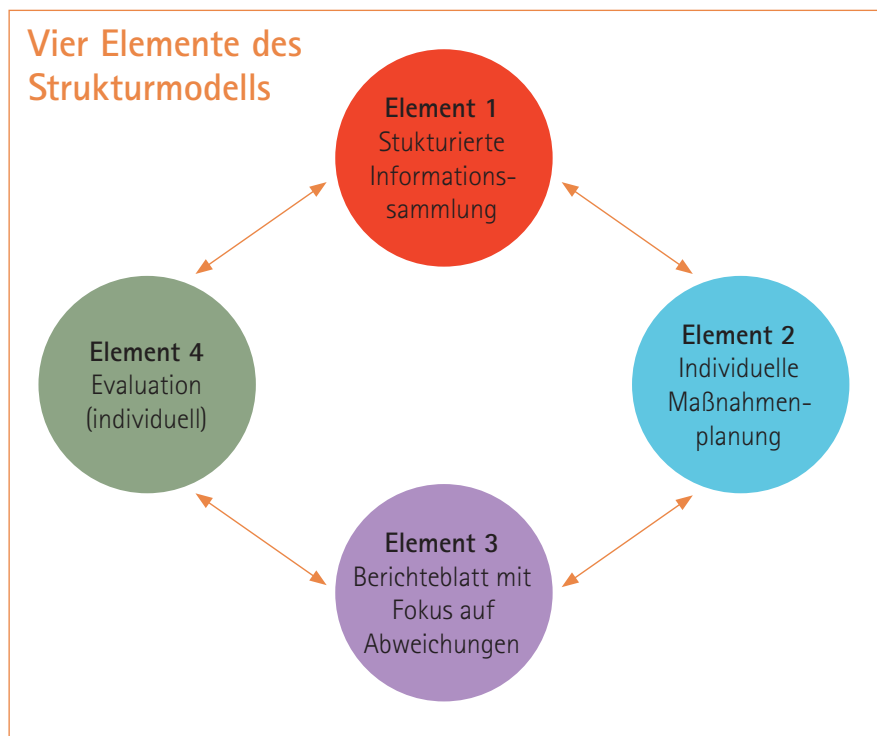 Vier Elemente des
Strukturmodells
Element 1
Stukturierte
Informations-
sammlung
Element 2
Individuelle
Maßnahmen-
planung
Element 3
Berichteblatt mit
Fokus auf
Abweichungen
Element 4
Evaluation
(individuell)